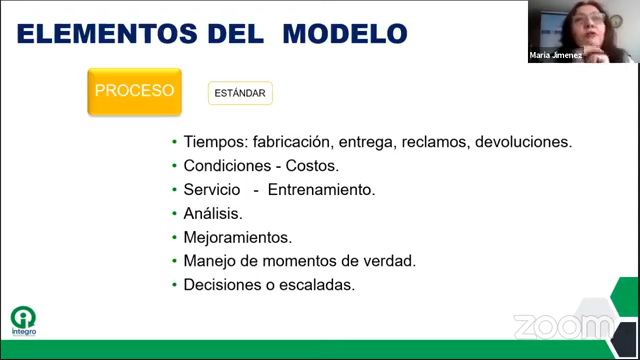 ELEMENTOS DEL MODELO
Maria Jimenez
PROCESO
ESTÁNDAR
• Tiempos: fabricación, entrega, reclamos, devoluciones.
• Condiciones - Costos.
• Servicio - Entrenamiento.
• Análisis.
• Mejoramientos.
• Manejo de momentos de verdad.
• Decisiones o escaladas.
integro
zoom